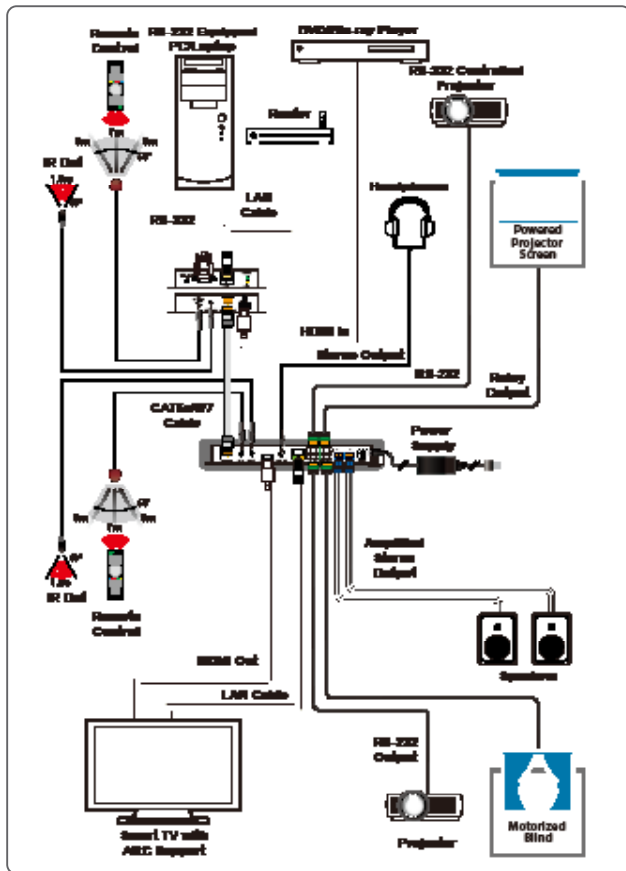 Remote
Control
RS-232 Equipped
PC/Laptop
DVD/Blu-ray Player
RS-232 Controlled
Projector
Router
IR Out
LAN
Cable
RS-232
Headphones
Powered
Projector
Screen
HDMI In
Stereo Output
RS-232
Relay
Output
Cable
Power
Supply
Amplified
Stereo
Output
IR Out
Remote
Control
Speakers
HDMI Out
LAN Cable
RS-232
Output
Smart TV with
ARC Support
Projector
Motorized
Blind